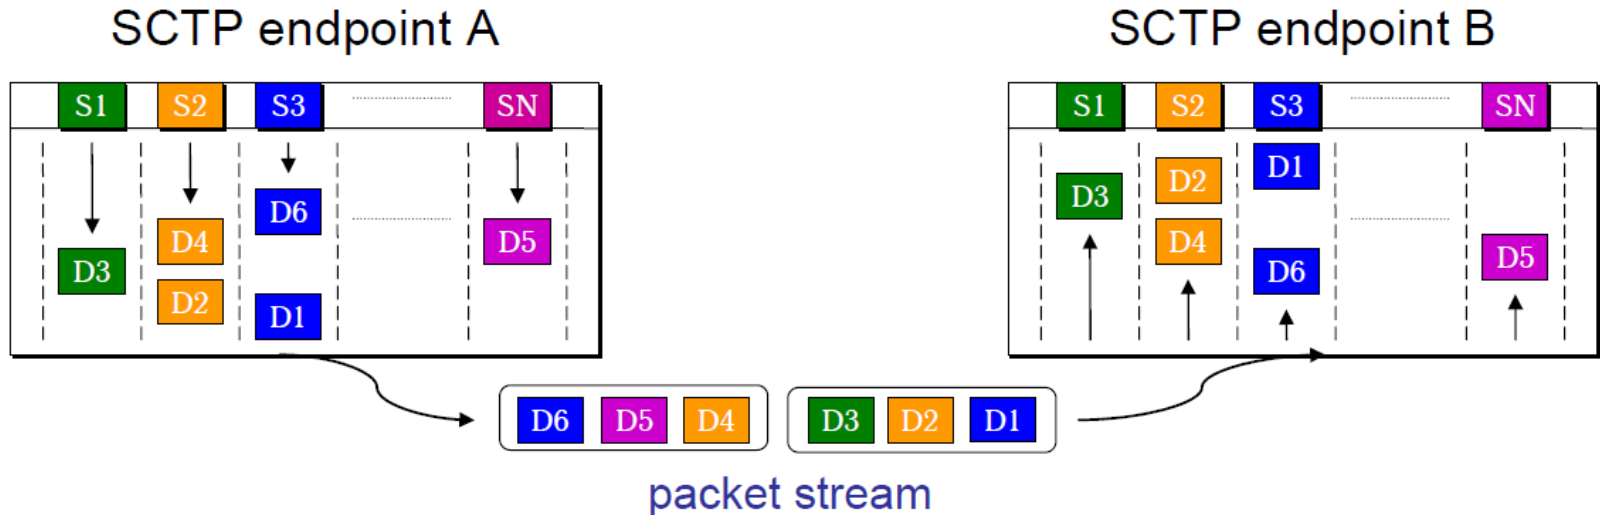 SCTP endpoint A
SCTP endpoint B
S1 S2 S3 SN
D6
D4 D5
D3
D2
D1
S1 S2 S3 SN
D1
D2
D3
D4
D5
D6
D6 D5 D4
D3 D2 D1
packet stream